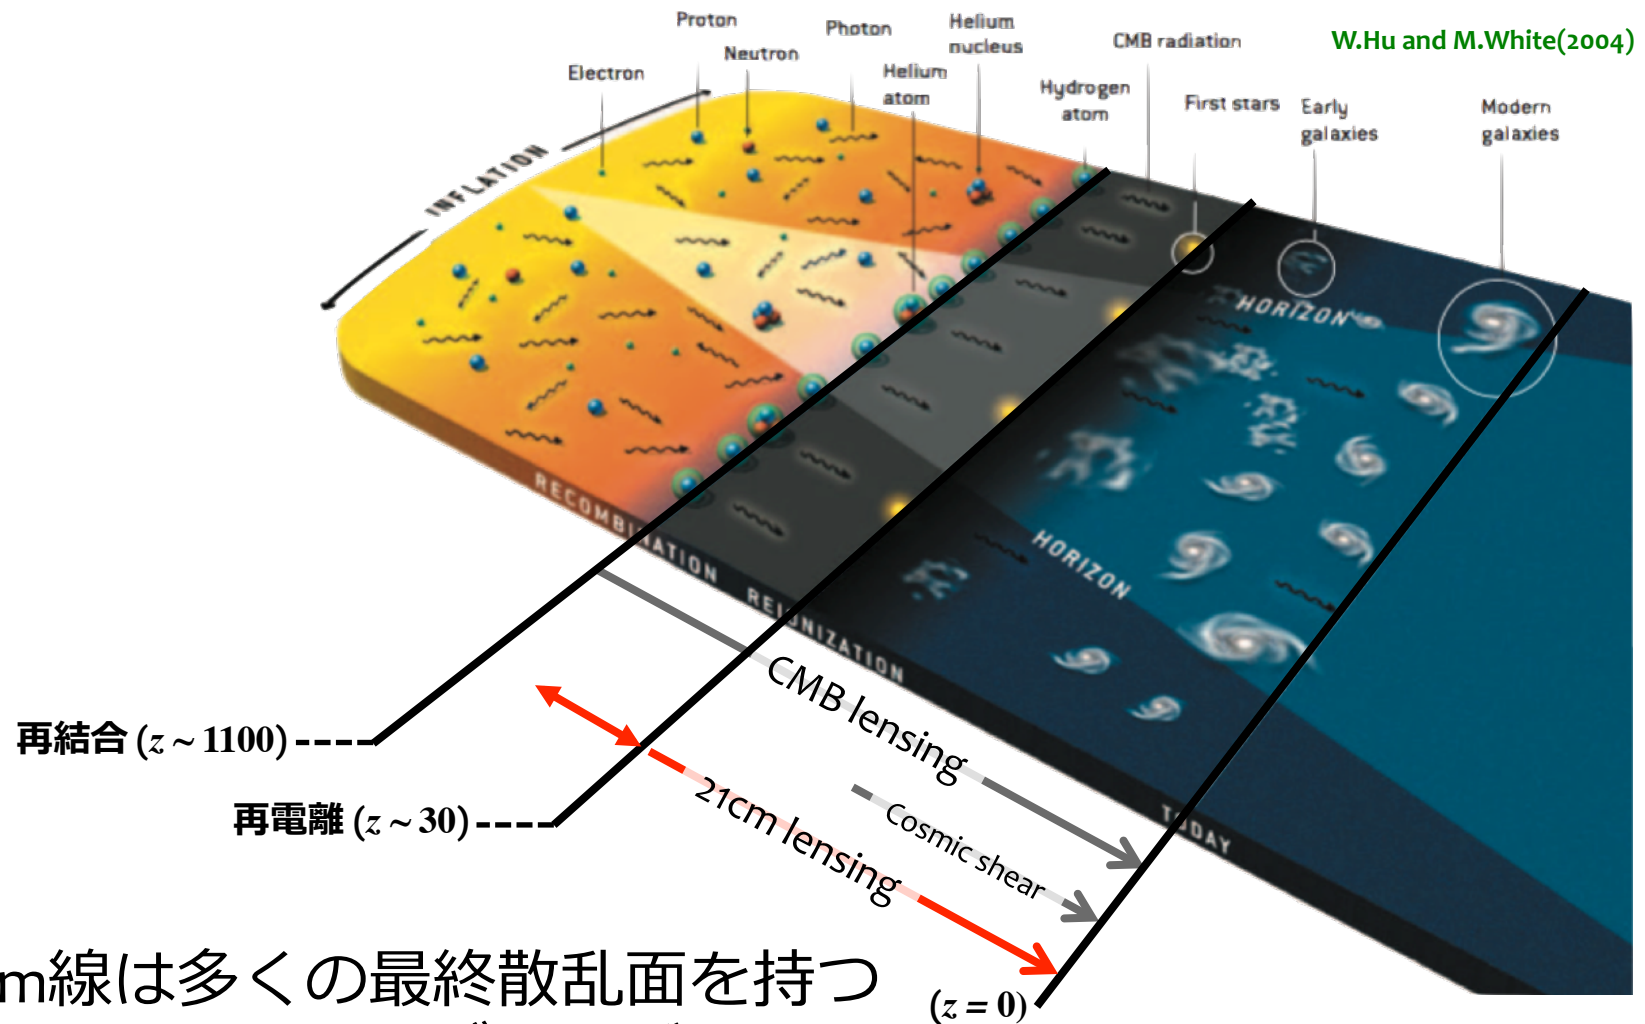 W.Hu and M.White(2004)
Proton
Neutron
Electron
Photon
Helium
nucleus
Helium
atom
CMB radiation
Hydrogen
atom
First stars
Early
galaxies
Modern
galaxies
INFLATION
HORIZON
HORIZON
RECOMBINATION
REIONIZATION
TODAY
CMB lensing
21cm lensing
Cosmic shear
再結合 (z ~ 1100)
再電離 (z ~ 30)
(z = 0)
m線は多くの最終散乱面を持つ